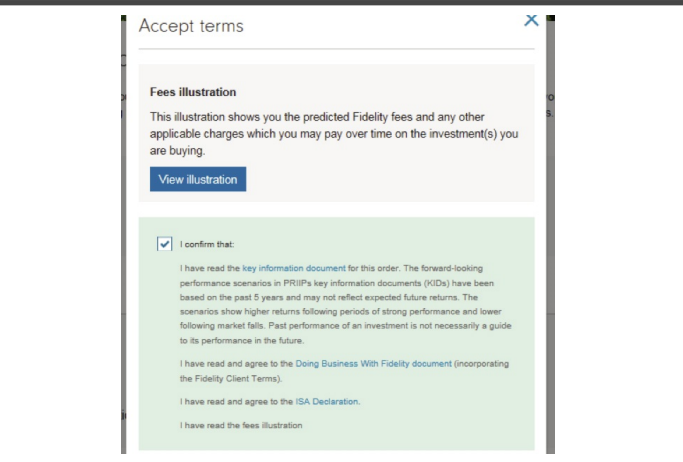 Accept terms
Fees illustration
This illustration shows you the predicted Fidelity fees and any other
applicable charges which you may pay over time on the investment(s) you
are buying.
View illustration
I confirm that:
I have read the key information document for this order. The forward-looking
performance scenarios in PRIIPs key information documents (KIDs) have been
based on the past 5 years and may not reflect expected future returns. The
scenarios show higher returns following periods of strong performance and lower
following market falls. Past performance of an investment is not necessarily a guide
to its performance in the future.
I have read and agree to the Doing Business With Fidelity document (incorporating
the Fidelity Client Terms).
I have read and agree to the ISA Declaration.
I have read the fees illustration